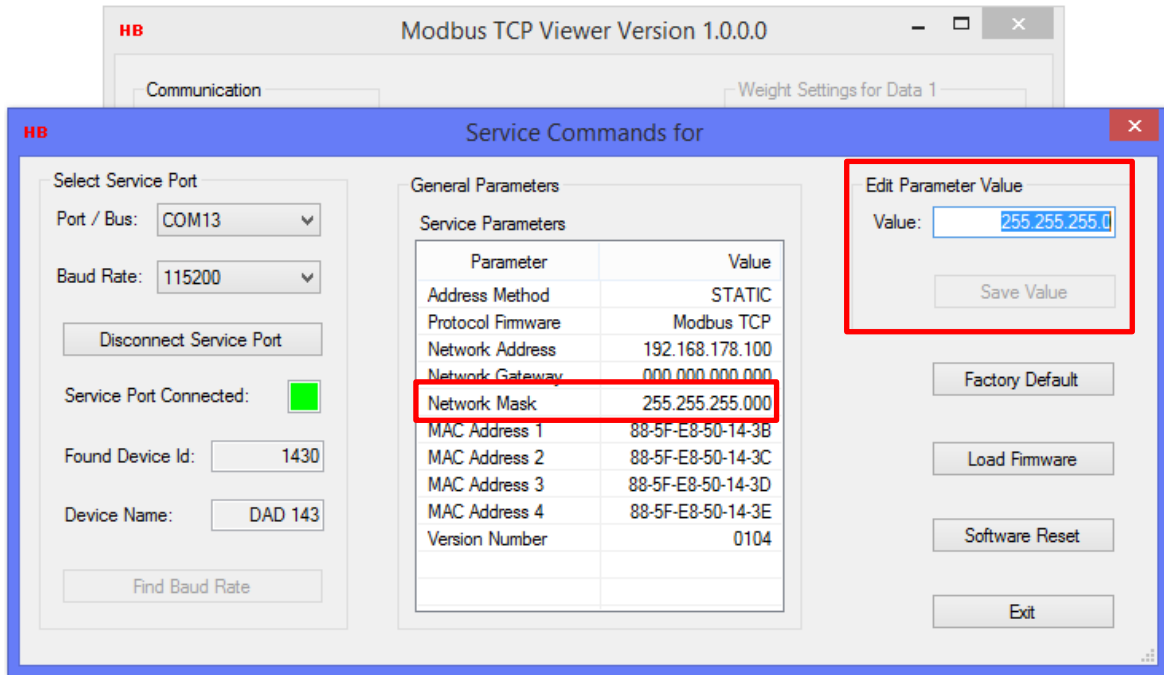 HB
Modbus TCP Viewer Version 1.0.0.0
Communication
Weight Settings for Data 1
HB
Service Commands for
Select Service Port
Port / Bus: COM13
Baud Rate: 115200
Disconnect Service Port
Service Port Connected:
Found Device Id: 1430
Device Name: DAD 143
Find Baud Rate
General Parameters
Service Parameters
Parameter Value
Address Method STATIC
Protocol Firmware Modbus TCP
Network Address 192.168.178.100
Network Gateway 000.000.000.000
Network Mask 255.255.255.000
MAC Address 1 88-5F-E8-50-14-3B
MAC Address 2 88-5F-E8-50-14-3C
MAC Address 3 88-5F-E8-50-14-3D
MAC Address 4 88-5F-E8-50-14-3E
Version Number 0104
Edit Parameter Value
Value: 255.255.255.0
Save Value
Factory Default
Load Firmware
Software Reset
Exit